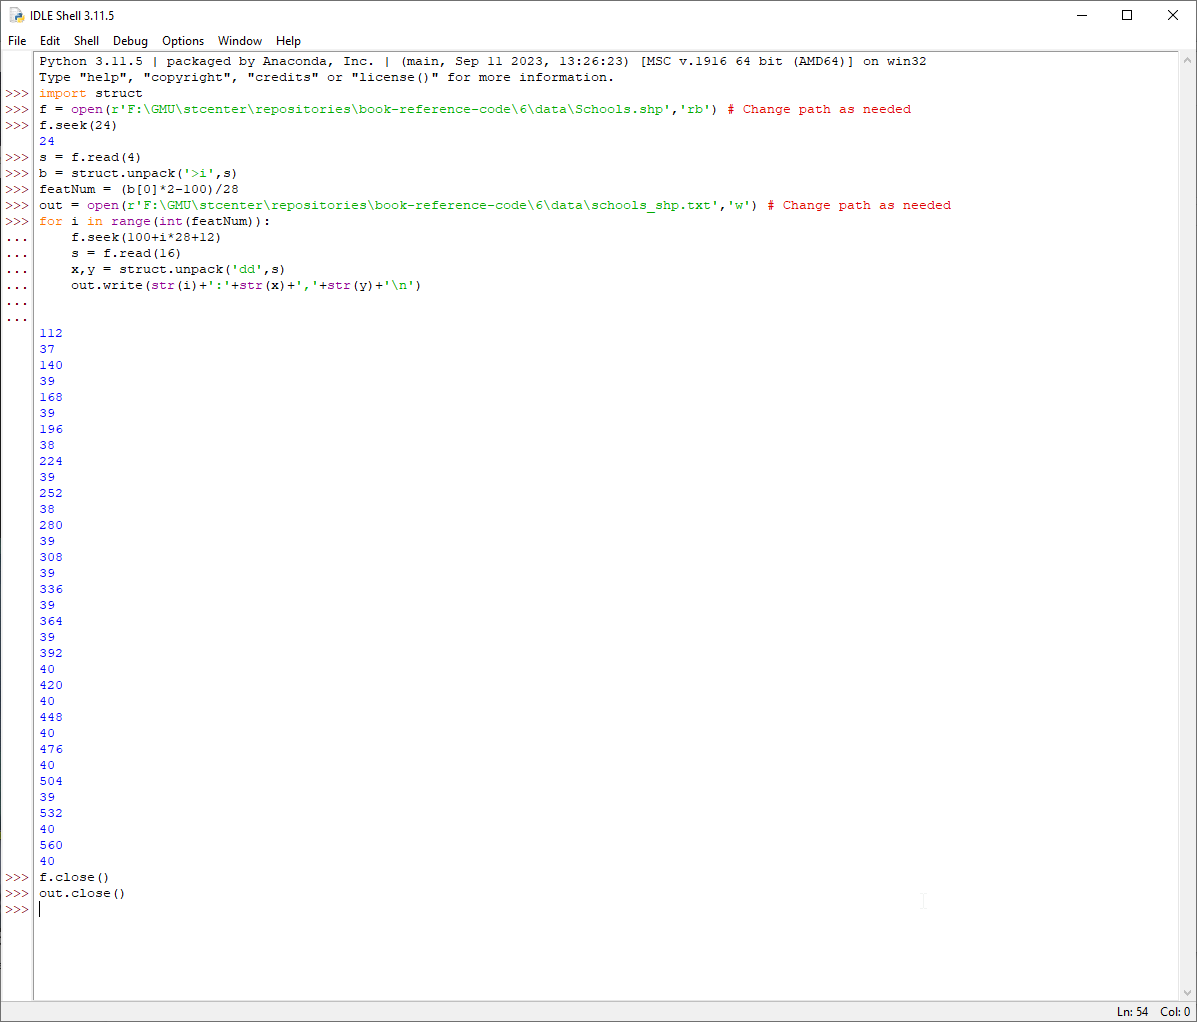 IDLE Shell 3.11.5
File Edit Shell Debug Options Window Help
Python 3.11.5 | packaged by Anaconda, Inc. | (main, Sep 11 2023, 13:26:23) [MSC v.1916 64 bit (AMD64)] on win32
Type "help", "copyright", "credits" or "license()" for more information.
>>> import struct
>>> f = open(r'F:\GMU\stcenter\repositories\book-reference-code\6\data\Schools.shp','rb') # Change path as needed
>>> f.seek(24)
24
>>> s = f.read(4)
>>> b = struct.unpack('>i',s)
>>> featNum = (b[0]*2-100)/28
>>> out = open(r'F:\GMU\stcenter\repositories\book-reference-code\6\data\schools_shp.txt','w') # Change path as needed
>>> for i in range(int(featNum)):
...     f.seek(100+i*28+12)
...     s = f.read(16)
...     x,y = struct.unpack('dd',s)
...     out.write(str(i)+':'+str(x)+','+str(y)+'\n')
...
...
112
37
140
39
168
39
196
38
224
39
252
38
280
39
308
39
336
39
364
39
392
40
420
40
448
40
476
40
504
39
532
40
560
40
>>> f.close()
>>> out.close()
>>>
Ln: 54 Col: 0